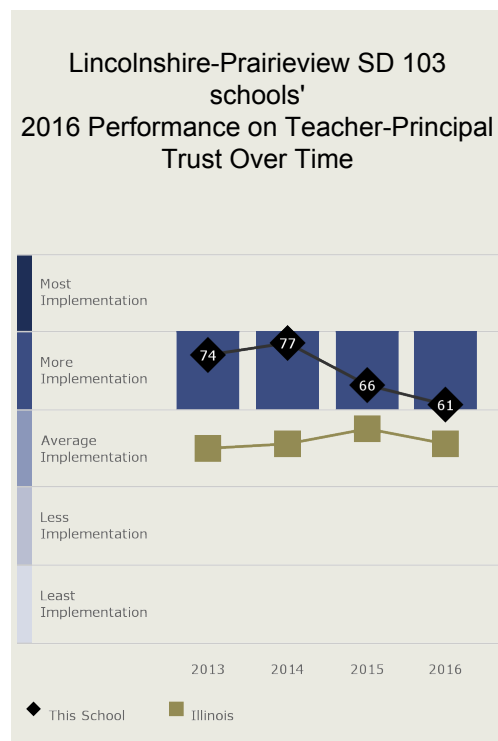 Lincolnshire-Prairieview SD 103
schools'
2016 Performance on Teacher-Principal
Trust Over Time
Most
Implementation
More
Implementation
Average
Implementation
Less
Implementation
Least
Implementation
74
77
66
61
2013 2014 2015 2016
This School Illinois